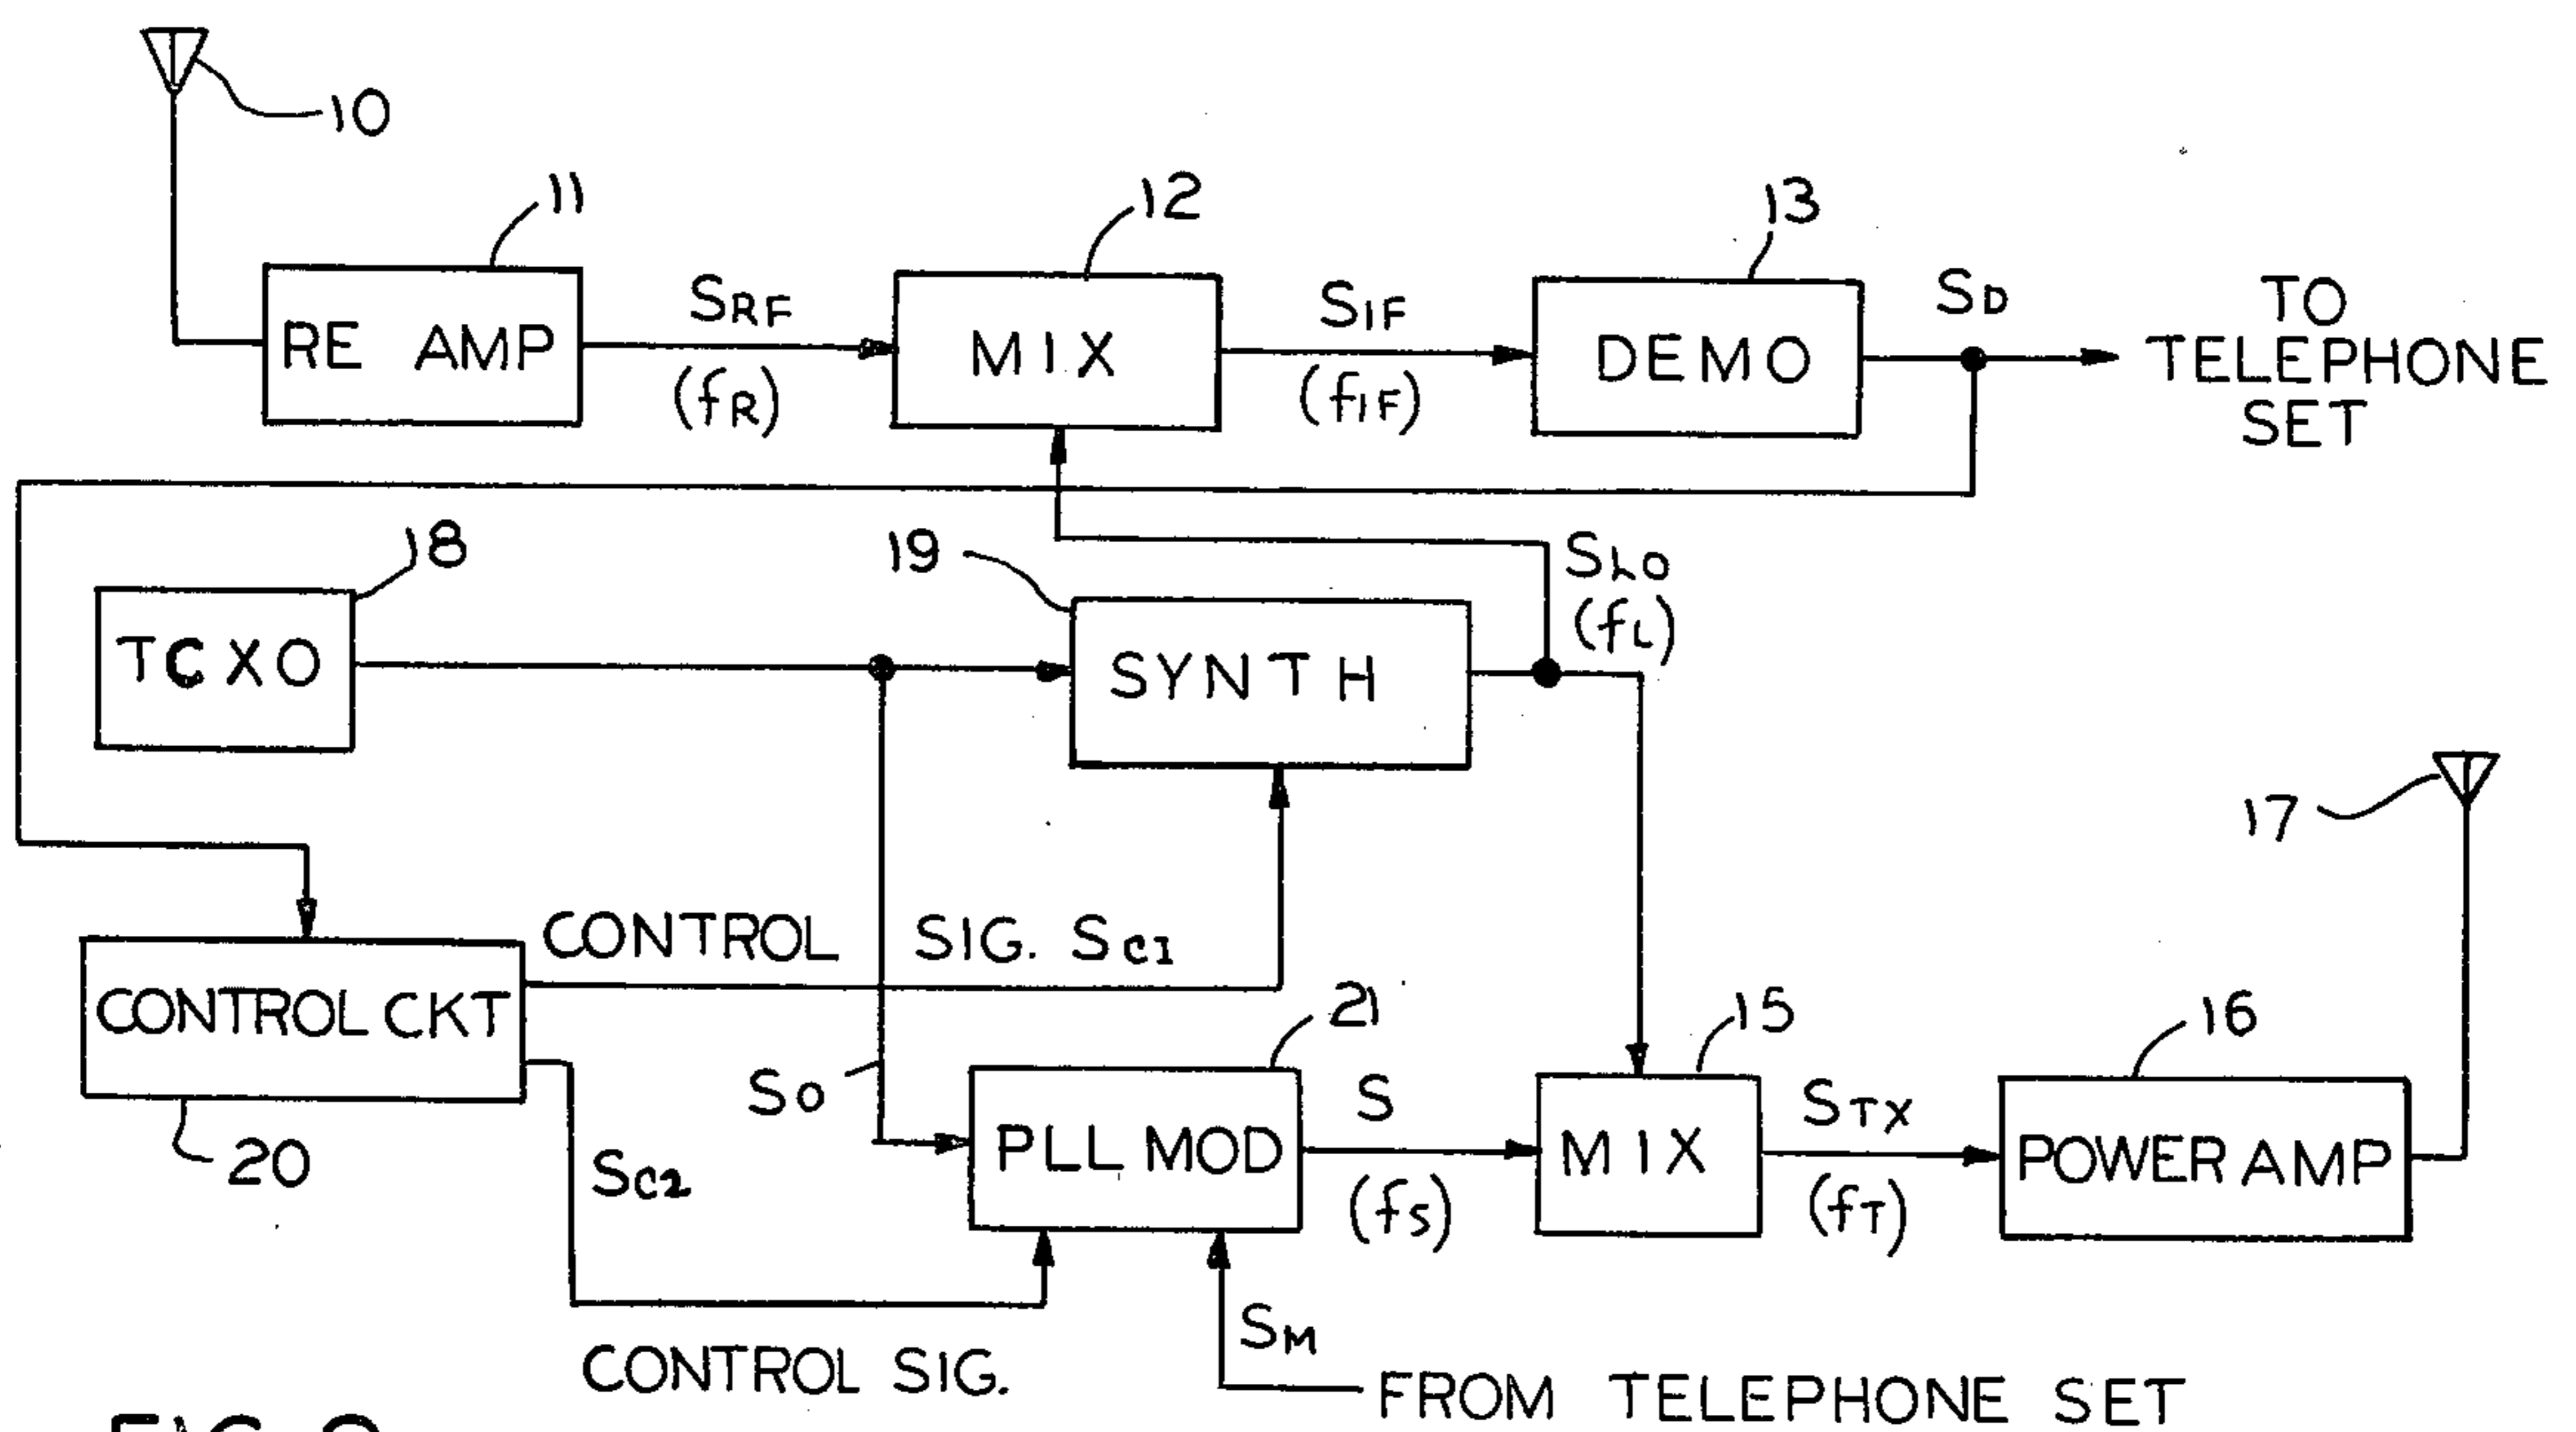 10
11
12
13
RE AMP
SRF
(fR)
MIX
SIF
(fIF)
DEMO
SD
TO
TELEPHONE
SET
18
19
SLO
(fL)
TCXO
SYNTH
17
CONTROL SIG. SC1
CONTROL CKT
20
SO
SC2
21
15
16
PLL MOD
S
(fS)
MIX
STX
(fT)
POWER AMP
SM
CONTROL SIG.
FROM TELEPHONE SET